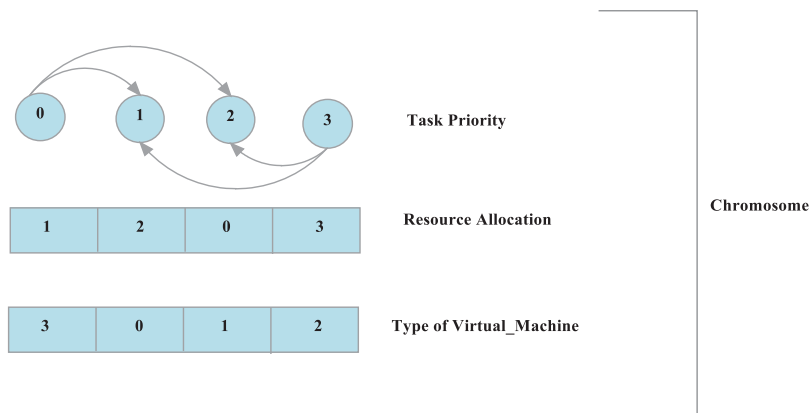 0 1 2 3 Task Priority
1 2 0 3 Resource Allocation
Chromosome
3 0 1 2 Type of Virtual_Machine